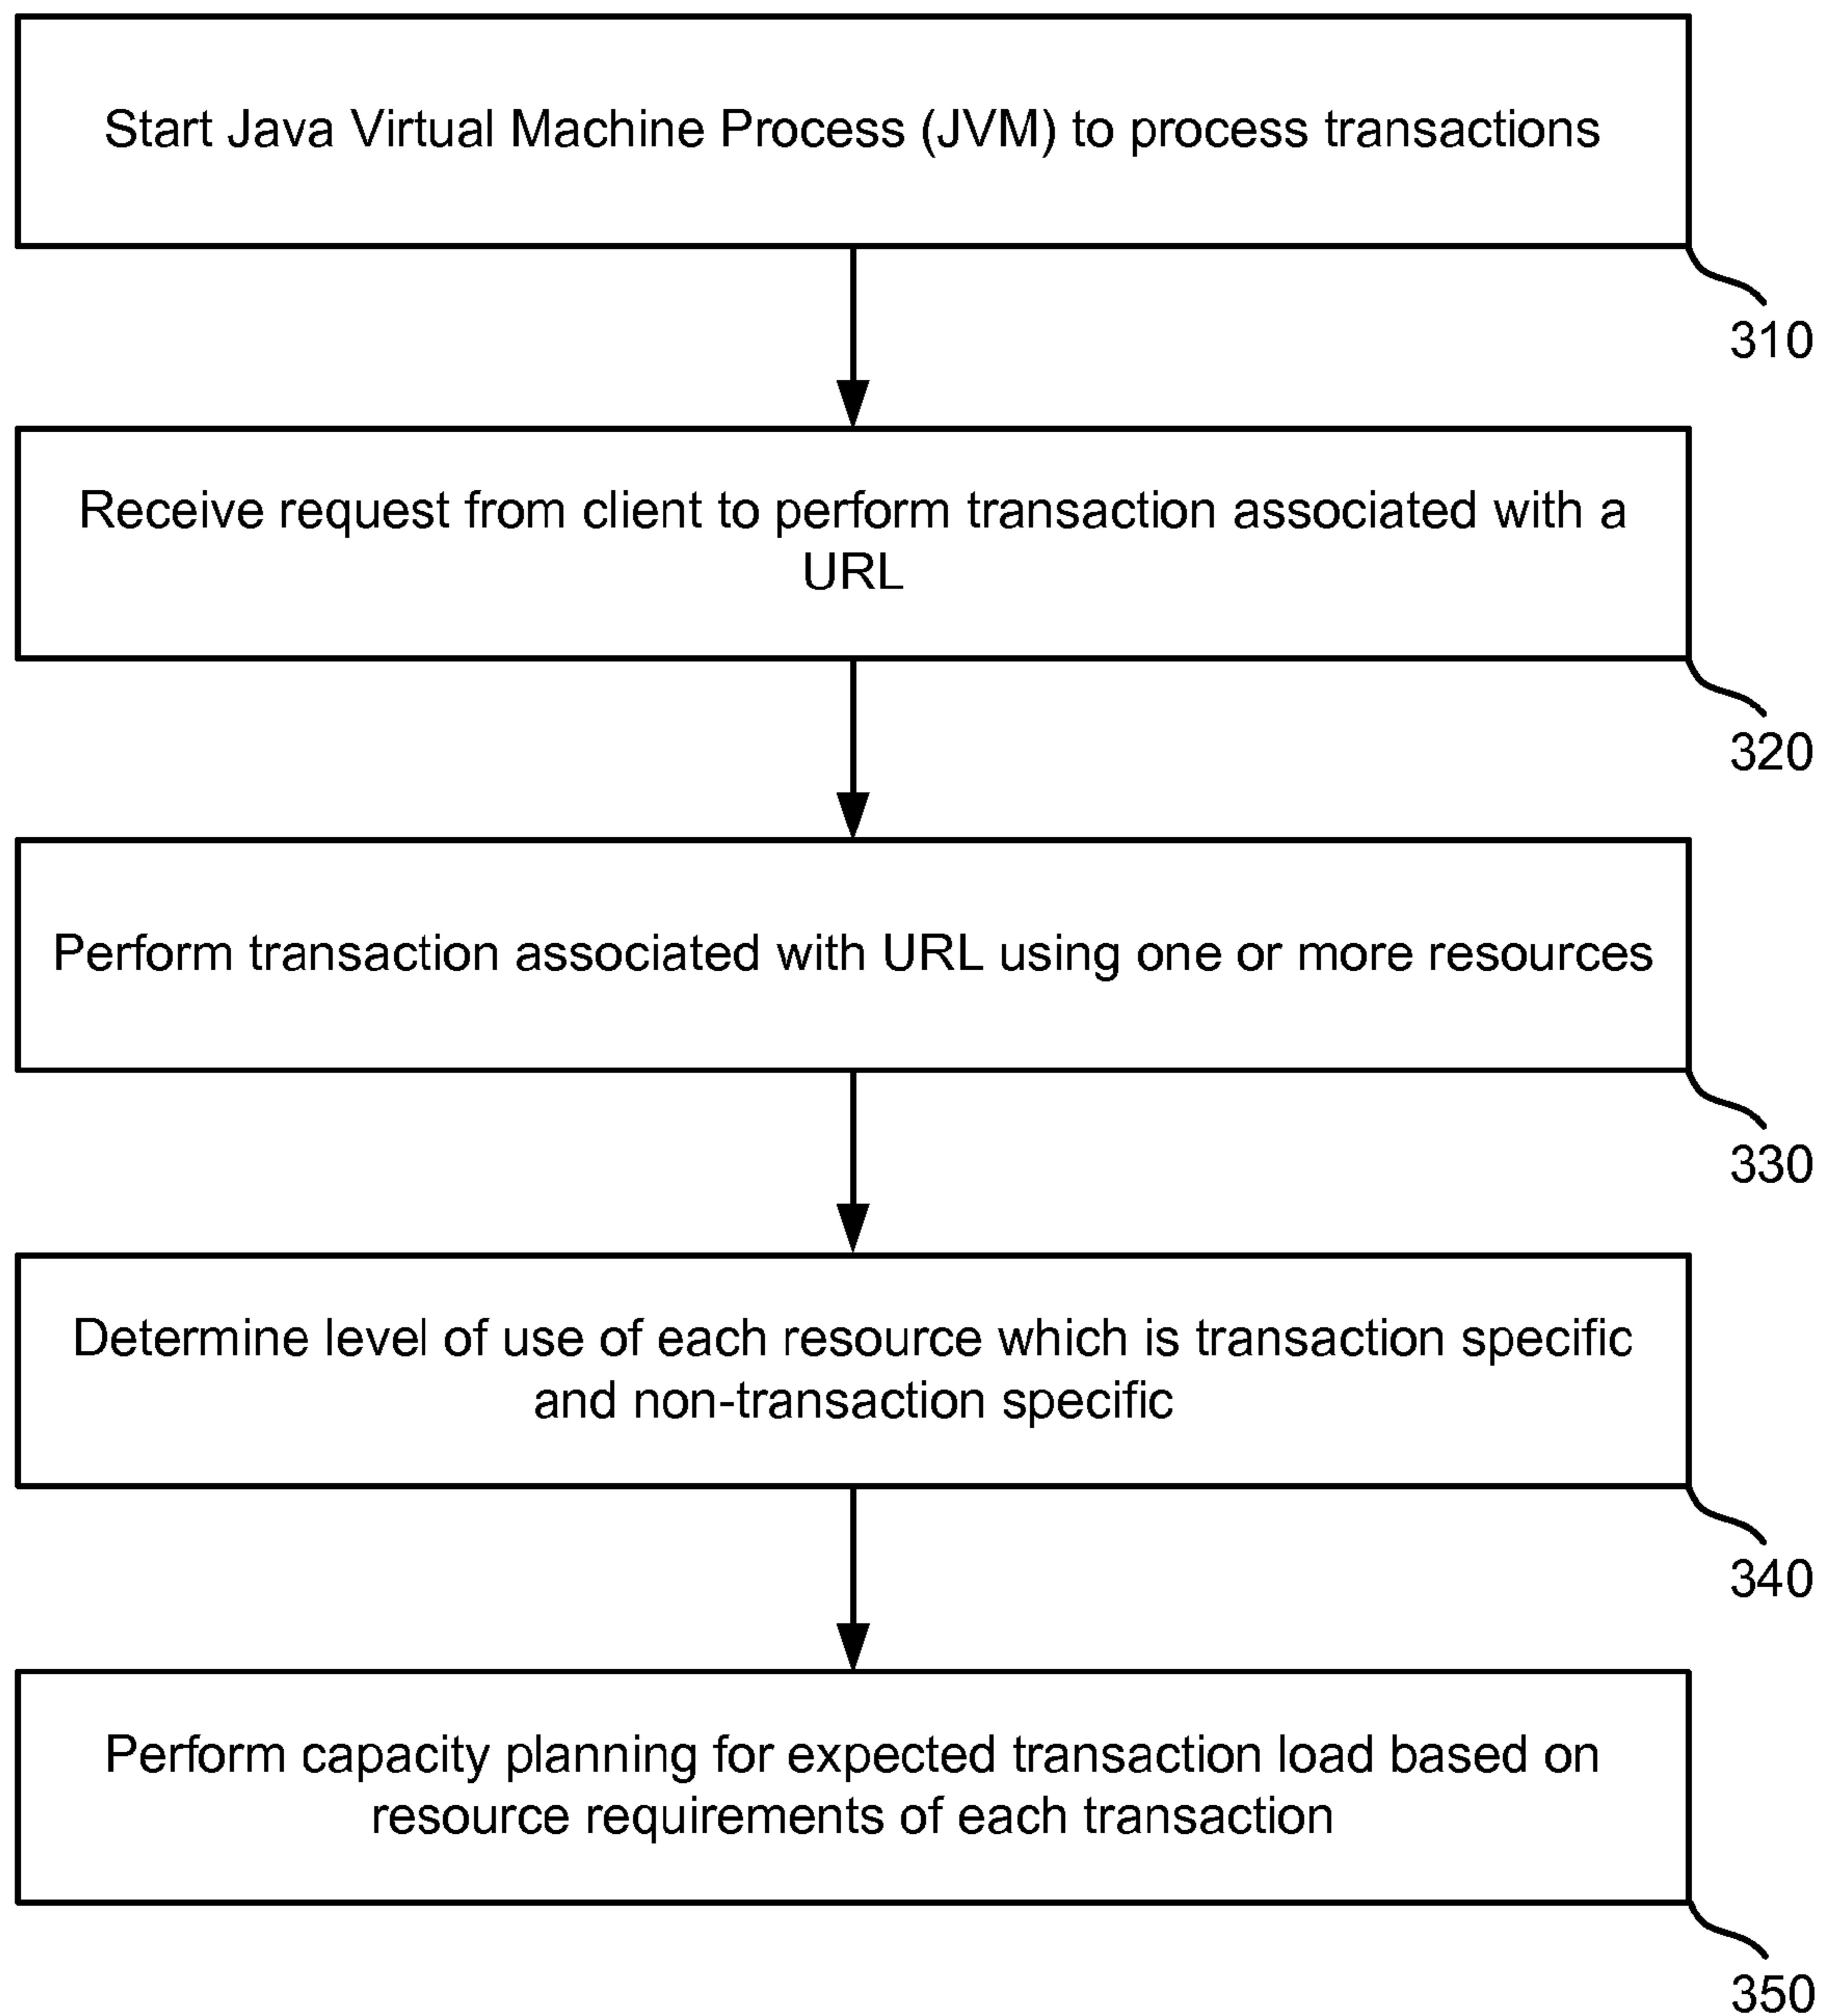 Start Java Virtual Machine Process (JVM) to process transactions
310
Receive request from client to perform transaction associated with a
URL
320
Perform transaction associated with URL using one or more resources
330
Determine level of use of each resource which is transaction specific
and non-transaction specific
340
Perform capacity planning for expected transaction load based on
resource requirements of each transaction
350